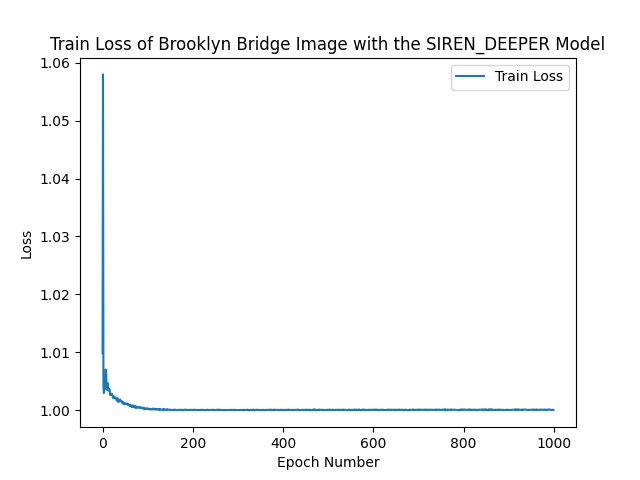 Train Loss of Brooklyn Bridge Image with the SIREN_DEEPER Model
1.06
Train Loss
1.05
1.04
1.03
Loss
1.02
1.01
1.00
0 200 400 600 800 1000
Epoch Number